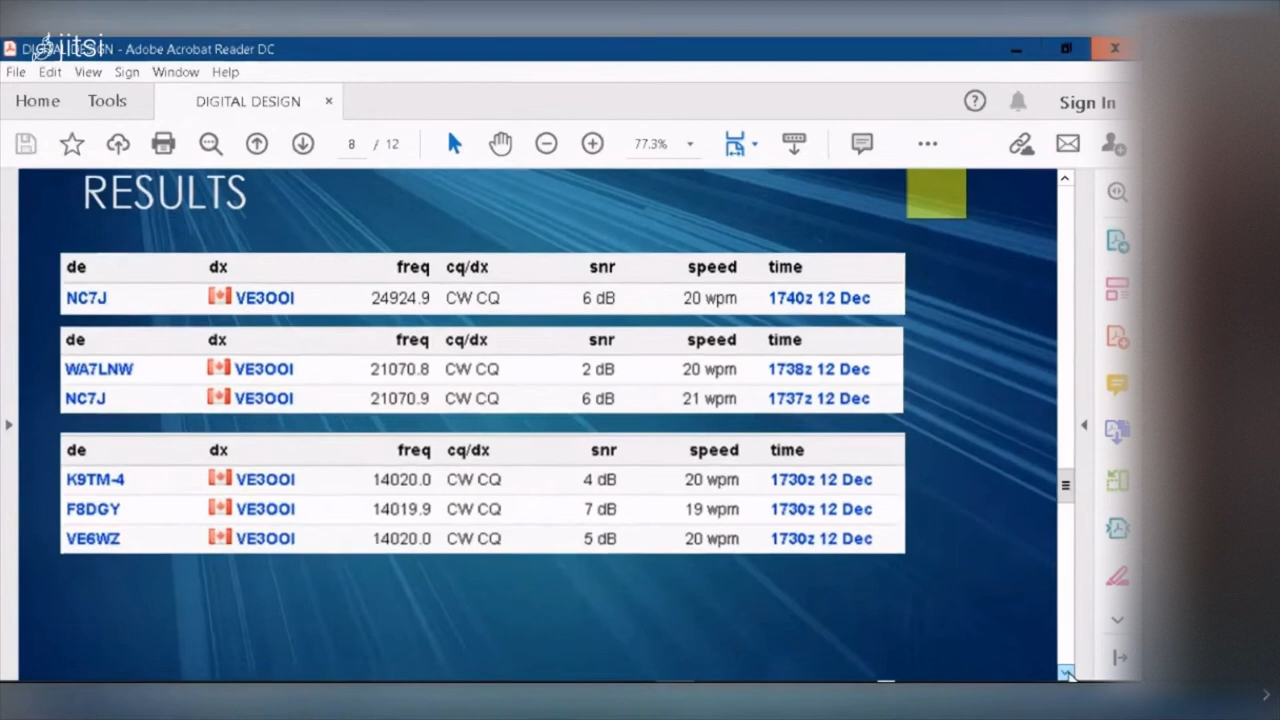 jitsi
DIGITAL DESIGN - Adobe Acrobat Reader DC
File Edit View Sign Window Help
Home Tools DIGITAL DESIGN × Sign In
8 / 12 77.3%
RESULTS
de dx freq cq/dx snr speed time
NC7J VE3OOI 24924.9 CW CQ 6 dB 20 wpm 1740z 12 Dec
de dx freq cq/dx snr speed time
WA7LNW VE3OOI 21070.8 CW CQ 2 dB 20 wpm 1738z 12 Dec
NC7J VE3OOI 21070.9 CW CQ 6 dB 21 wpm 1737z 12 Dec
de dx freq cq/dx snr speed time
K9TM-4 VE3OOI 14020.0 CW CQ 4 dB 20 wpm 1730z 12 Dec
F8DGY VE3OOI 14019.9 CW CQ 7 dB 19 wpm 1730z 12 Dec
VE6WZ VE3OOI 14020.0 CW CQ 5 dB 20 wpm 1730z 12 Dec